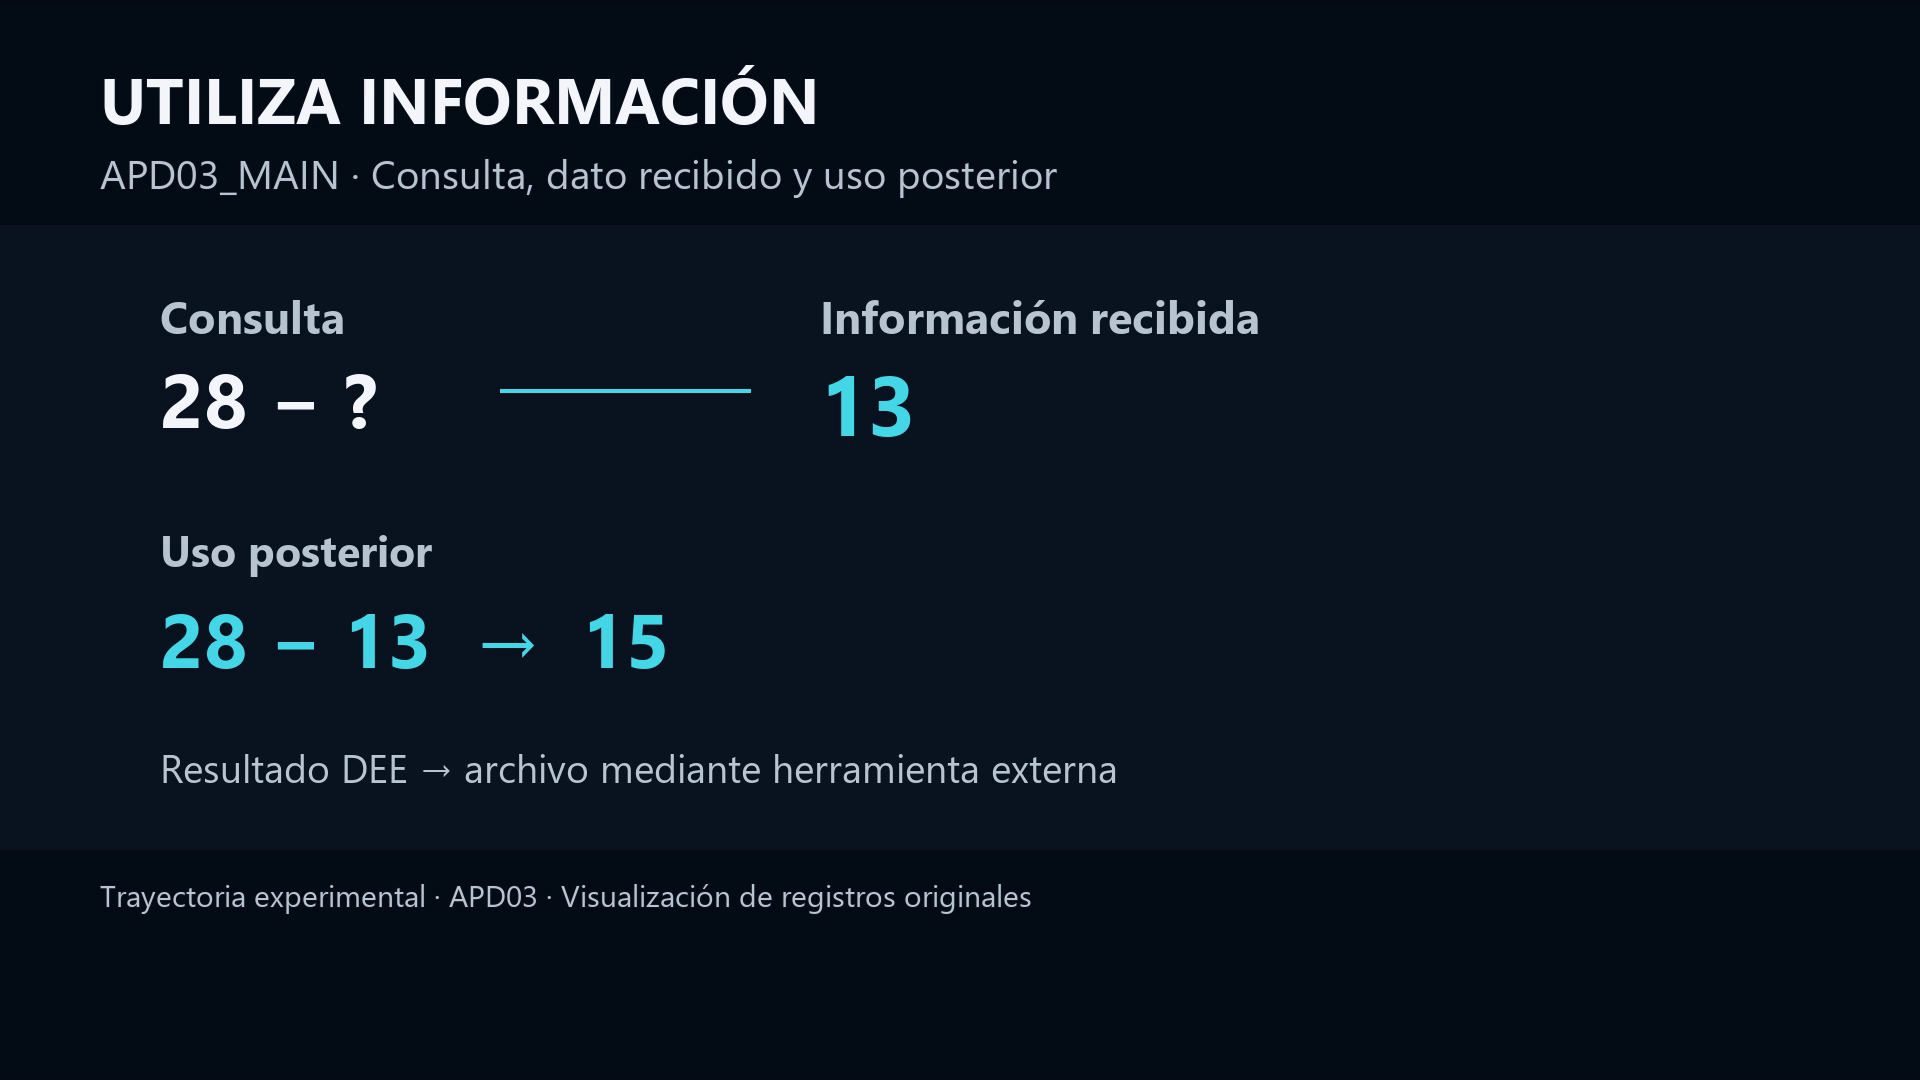 UTILIZA INFORMACIÓN
APD03_MAIN · Consulta, dato recibido y uso posterior
Consulta
28 – ?
Información recibida
13
Uso posterior
28 – 13 → 15
Resultado DEE → archivo mediante herramienta externa
Trayectoria experimental · APD03 · Visualización de registros originales